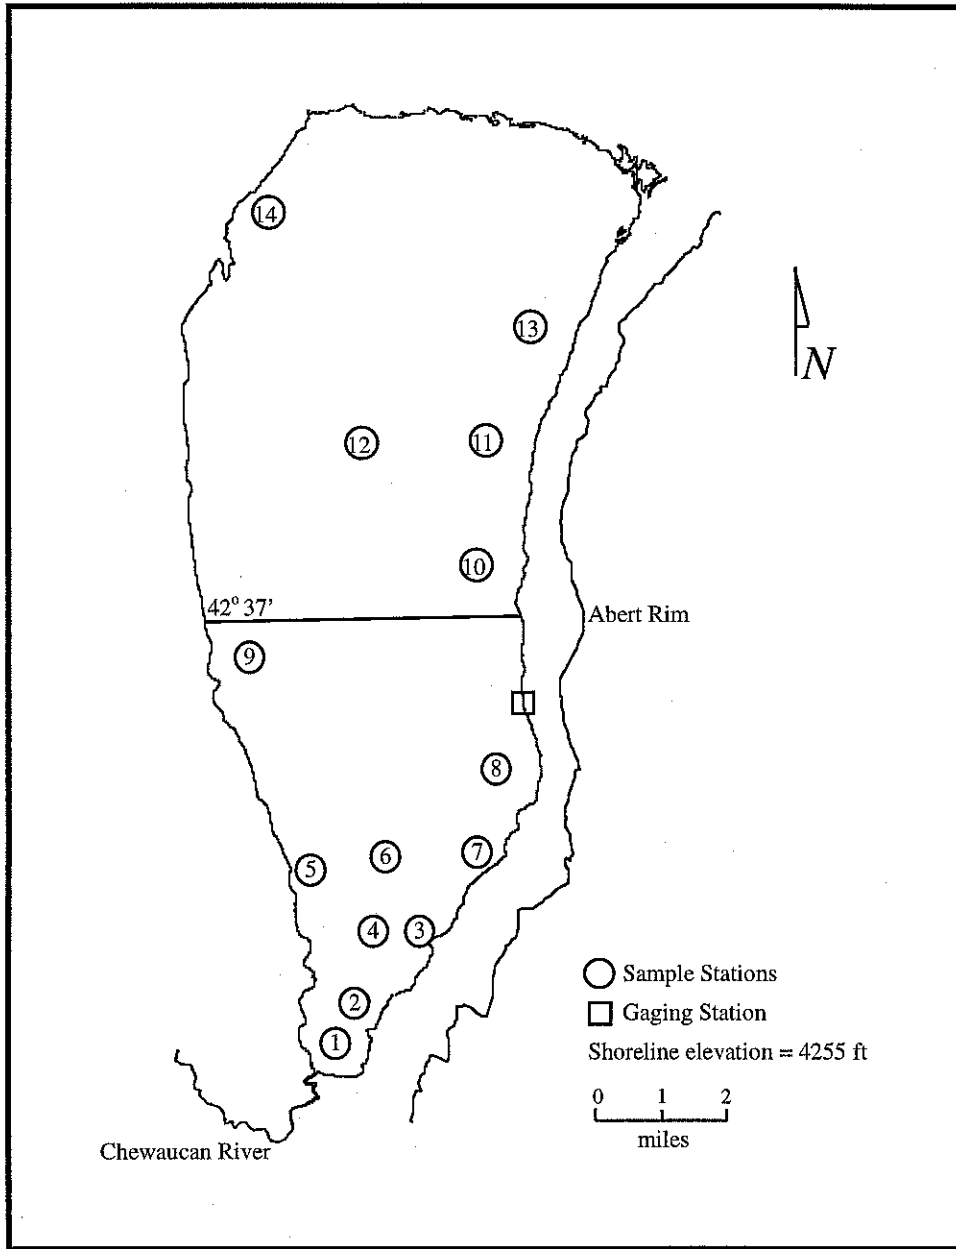 14
13
12
11
10
42° 37'
Abert Rim
9
8
7
6
5
4
3
2
1
Sample Stations
Gaging Station
Shoreline elevation = 4255 ft
0 1 2
miles
Chewaucan River
N